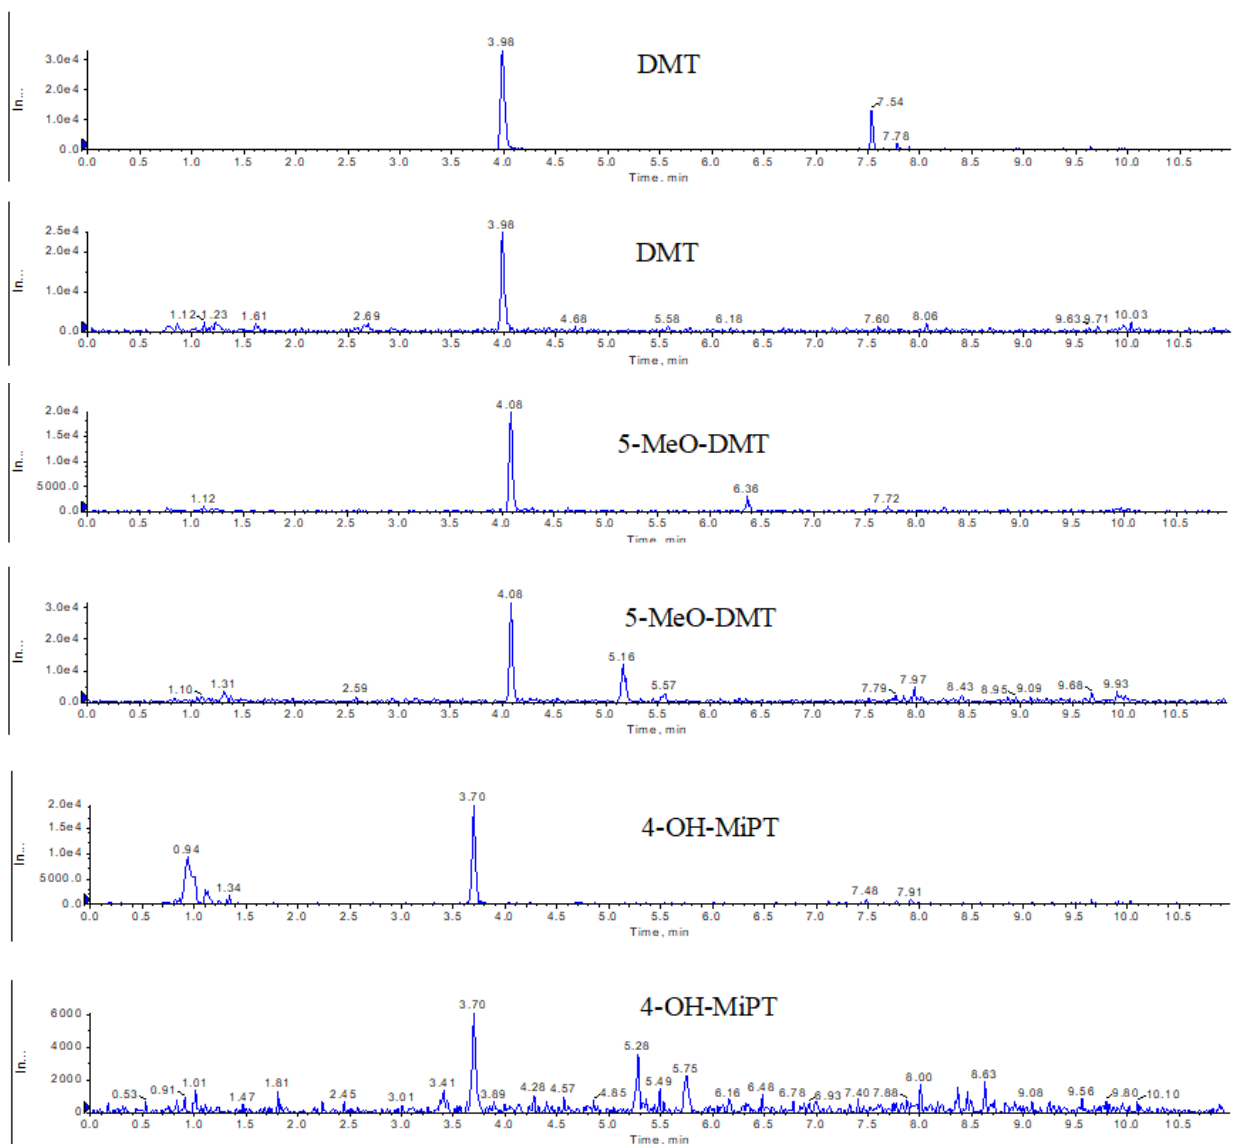 3.98
DMT
3.0e4
2.0e4
1.0e4
0.0
In...
7.54
7.78
0.0 0.5 1.0 1.5 2.0 2.5 3.0 3.5 4.0 4.5 5.0 5.5 6.0 6.5 7.0 7.5 8.0 8.5 9.0 9.5 10.0 10.5
Time, min
3.98
DMT
2.5e4
2.0e4
1.0e4
0.0
In...
1.12 1.23 1.61 2.69 4.68 5.58 6.18 7.60 8.06 9.63 9.71 10.03
0.0 0.5 1.0 1.5 2.0 2.5 3.0 3.5 4.0 4.5 5.0 5.5 6.0 6.5 7.0 7.5 8.0 8.5 9.0 9.5 10.0 10.5
Time, min
4.08
5-MeO-DMT
2.0e4
1.5e4
1.0e4
5000.0
0.0
In...
1.12 6.36 7.72
0.0 0.5 1.0 1.5 2.0 2.5 3.0 3.5 4.0 4.5 5.0 5.5 6.0 6.5 7.0 7.5 8.0 8.5 9.0 9.5 10.0 10.5
Time, min
4.08
5-MeO-DMT
3.0e4
2.0e4
1.0e4
0.0
In...
1.10 1.31 2.59 5.16 5.57 7.79 7.97 8.43 8.95 9.09 9.68 9.93
0.0 0.5 1.0 1.5 2.0 2.5 3.0 3.5 4.0 4.5 5.0 5.5 6.0 6.5 7.0 7.5 8.0 8.5 9.0 9.5 10.0 10.5
Time, min
3.70
4-OH-MiPT
2.0e4
1.5e4
1.0e4
5000.0
0.0
In...
0.94 1.34 7.48 7.91
0.0 0.5 1.0 1.5 2.0 2.5 3.0 3.5 4.0 4.5 5.0 5.5 6.0 6.5 7.0 7.5 8.0 8.5 9.0 9.5 10.0 10.5
Time, min
3.70
4-OH-MiPT
6000
4000
2000
0
In...
0.53 0.91 1.01 1.47 1.81 2.45 3.01 3.41 3.89 4.28 4.57 4.85 5.28 5.49 5.75 6.16 6.48 6.78 6.93 7.40 7.88 8.00 8.63 9.08 9.56 9.80 10.10
0.0 0.5 1.0 1.5 2.0 2.5 3.0 3.5 4.0 4.5 5.0 5.5 6.0 6.5 7.0 7.5 8.0 8.5 9.0 9.5 10.0 10.5
Time, min